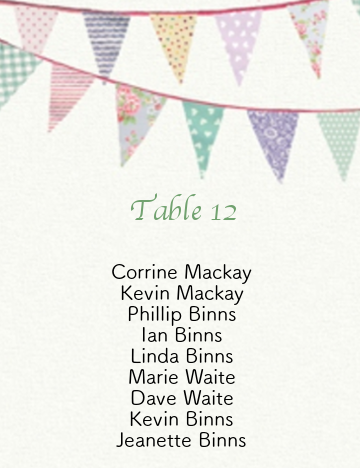 Table 12
Corrine Mackay
Kevin Mackay
Phillip Binns
Ian Binns
Linda Binns
Marie Waite
Dave Waite
Kevin Binns
Jeanette Binns